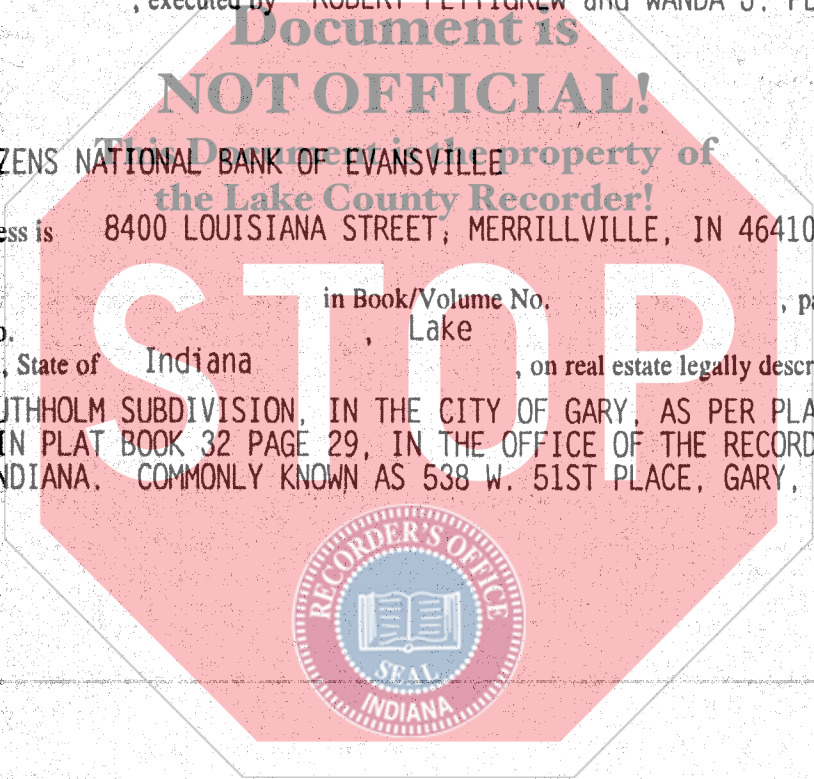 , executed by ROBERT PETTIGREW and WANDA J.
Document is
NOT OFFICIAL!
ZENS NATIONAL BANK OF EVANSVILLE
This Document is the property of
the Lake County Recorder!
ess is 8400 LOUISIANA STREET, MERRILLVILLE, IN 46410
STOP
in Book/Volume No. , pa
o. , Lake
, State of Indiana , on real estate legally descr
UTHHOLM SUBDIVISION, IN THE CITY OF GARY, AS PER PLA
IN PLAT BOOK 32 PAGE 29, IN THE OFFICE OF THE RECORD
NDIANA. COMMONLY KNOWN AS 538 W. 51ST PLACE, GARY,
RECORDER'S OFFICE
SEAL
INDIANA